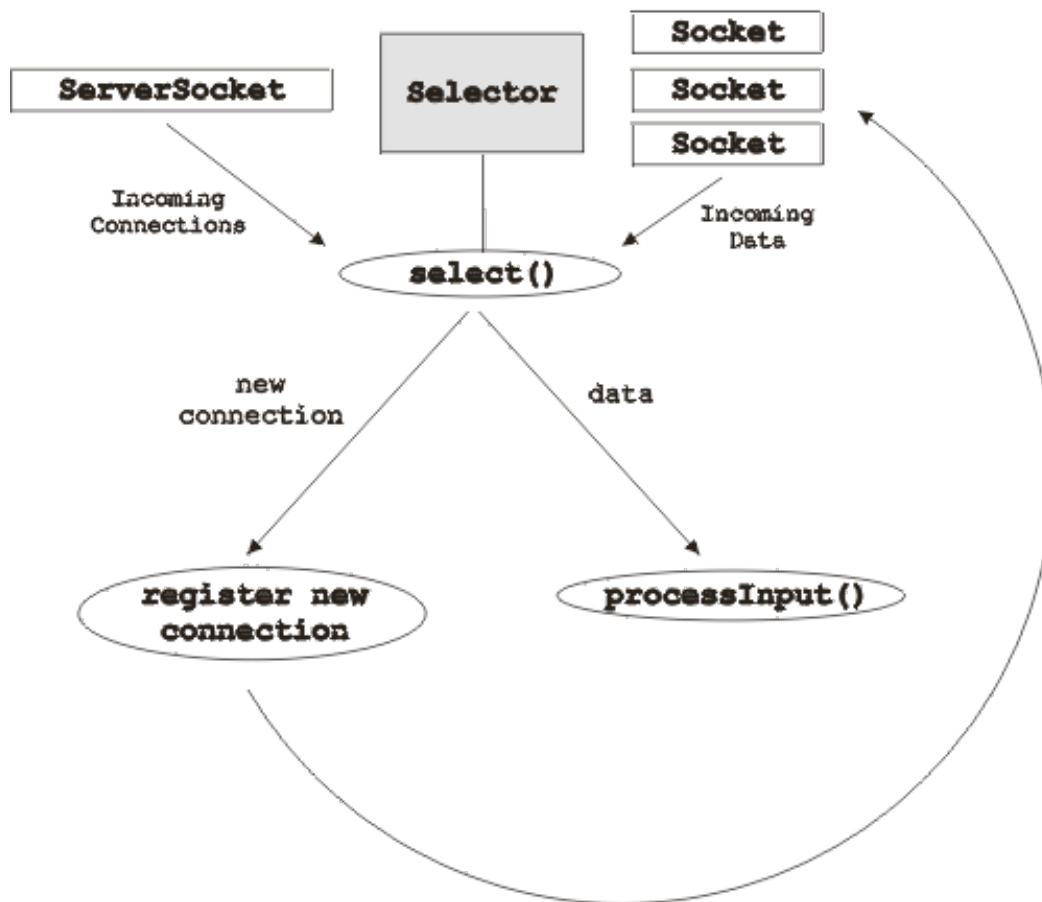 Socket
ServerSocket
Selector
Socket
Socket
Incoming
Connections
Incoming
Data
select()
new
connection
data
register new
connection
processInput()